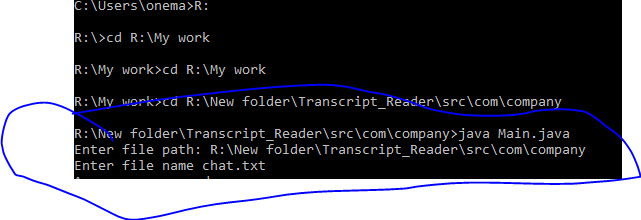 C:\Users\onema>R:
R:\>cd R:\My work
R:\My work>cd R:\My work
R:\My work>cd R:\New folder\Transcript_Reader\src\com\company
R:\New folder\Transcript_Reader\src\com\company>java Main.java
Enter file path: R:\New folder\Transcript_Reader\src\com\company
Enter file name chat.txt